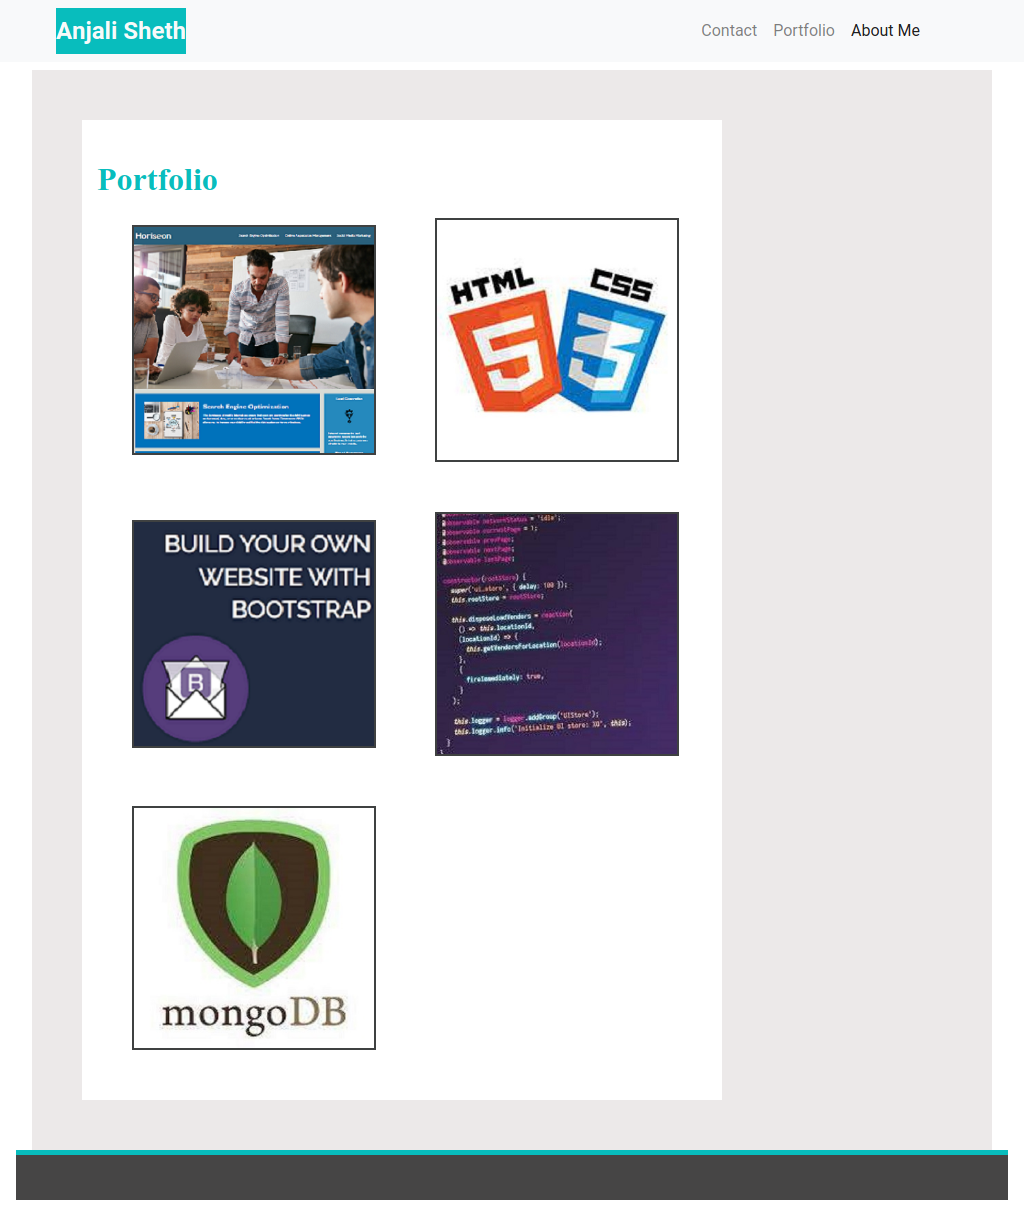 Anjali Sheth
Contact Portfolio About Me
Portfolio
Horiseon
Search Engine Optimization
HTML
CSS
BUILD YOUR OWN
WEBSITE WITH
BOOTSTRAP
B
observable networkStatus = 'idle';
observable currentPage = 1;
observable prevPage;
observable nextPage;
observable lastPage;
constructor(rootStore) {
super('ui.store', { delay: 100 });
this.rootStore = rootStore;
this.disposeLoadVendors = reaction(
() => this.locationId,
(locationId) => {
this.getVendorsForLocation(locationId);
},
{
fireImmediately: true,
}
);
this.logger = logger.addGroup('UIStore');
this.logger.info('Initialize UI store: XO', this);
}
mongoDB